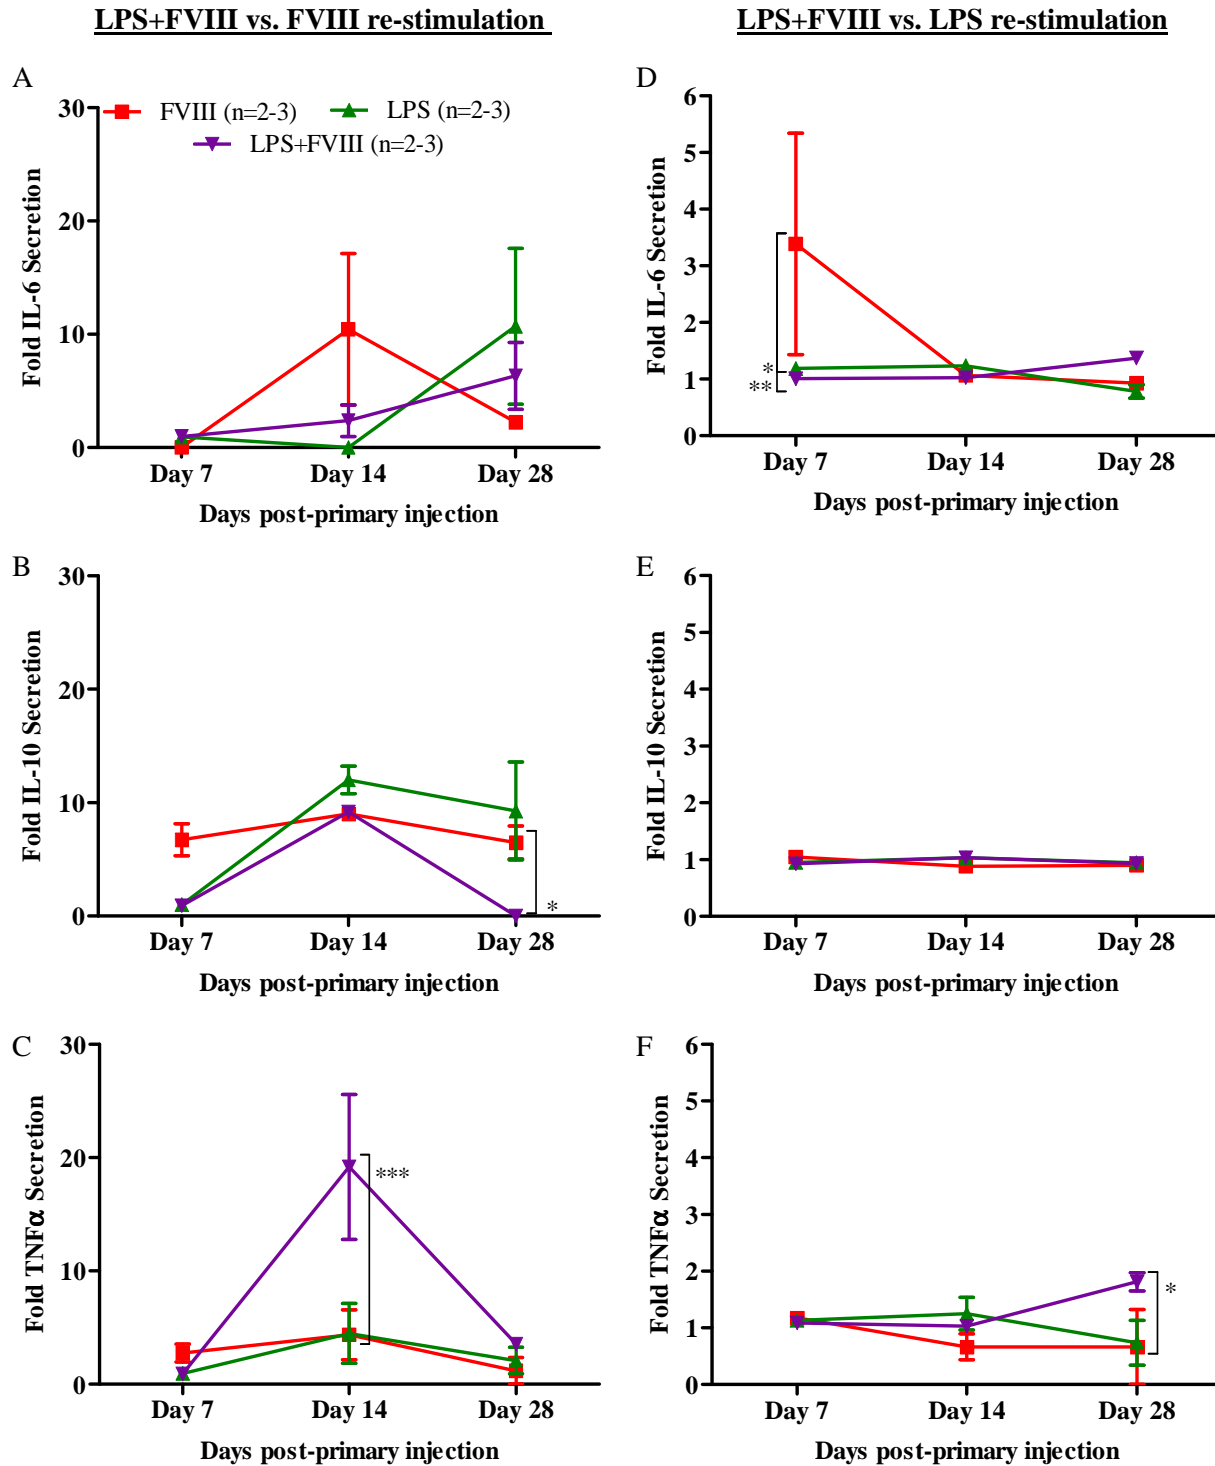 LPS+FVIII vs. FVIII re-stimulation
LPS+FVIII vs. LPS re-stimulation
A
FVIII (n=2-3)
LPS (n=2-3)
LPS+FVIII (n=2-3)
Fold IL-6 Secretion
30
20
10
0
Day 7
Day 14
Day 28
Days post-primary injection
D
Fold IL-6 Secretion
6
5
4
3
2
1
0
*
**
Day 7
Day 14
Day 28
Days post-primary injection
B
Fold IL-10 Secretion
30
20
10
0
*
Day 7
Day 14
Day 28
Days post-primary injection
E
Fold IL-10 Secretion
6
5
4
3
2
1
0
Day 7
Day 14
Day 28
Days post-primary injection
C
Fold TNFα Secretion
30
20
10
0
***
Day 7
Day 14
Day 28
Days post-primary injection
F
Fold TNFα Secretion
6
5
4
3
2
1
0
*
Day 7
Day 14
Day 28
Days post-primary injection